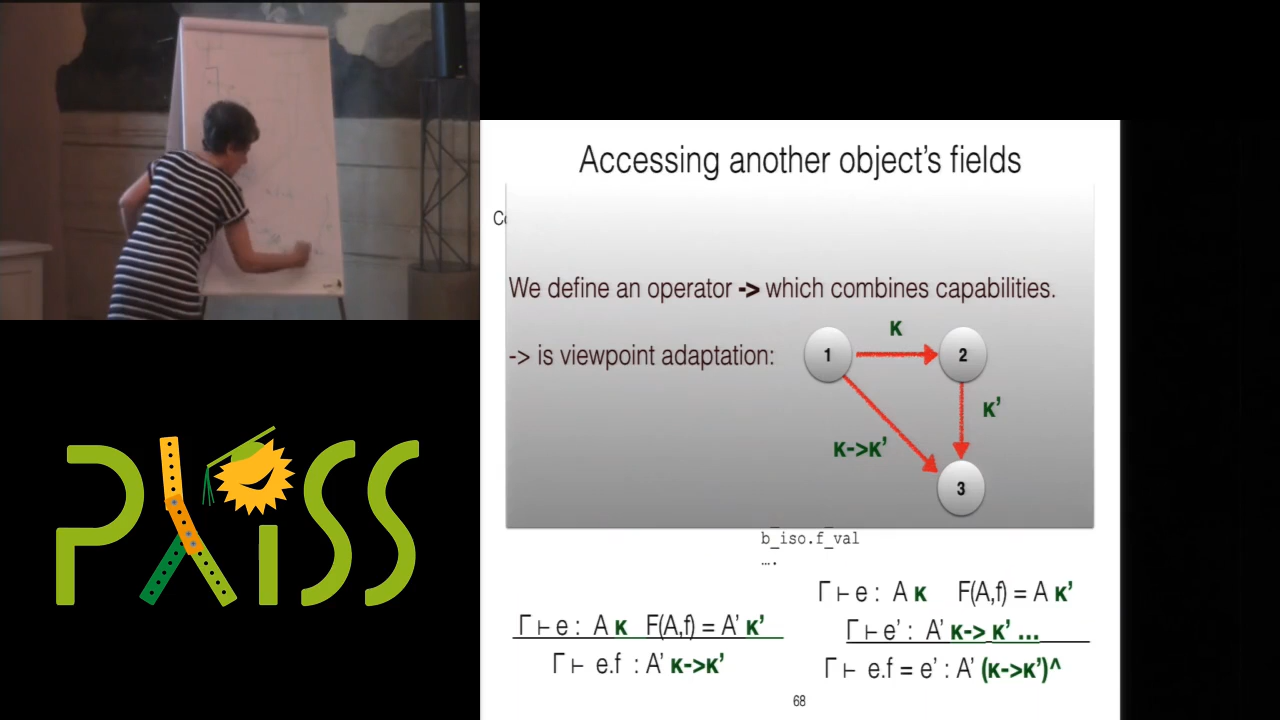 Accessing another object's fields
We define an operator -> which combines capabilities.
-> is viewpoint adaptation:
1
κ
2
κ'
κ->κ'
3
b_iso.f_val
….
Γ ⊢ e : A κ F(A,f) = A' κ'
Γ ⊢ e.f : A' κ->κ'
Γ ⊢ e : A κ F(A,f) = A κ'
Γ ⊢ e' : A' κ-> κ' ...
Γ ⊢ e.f = e' : A' (κ->κ')^
68
PLISS